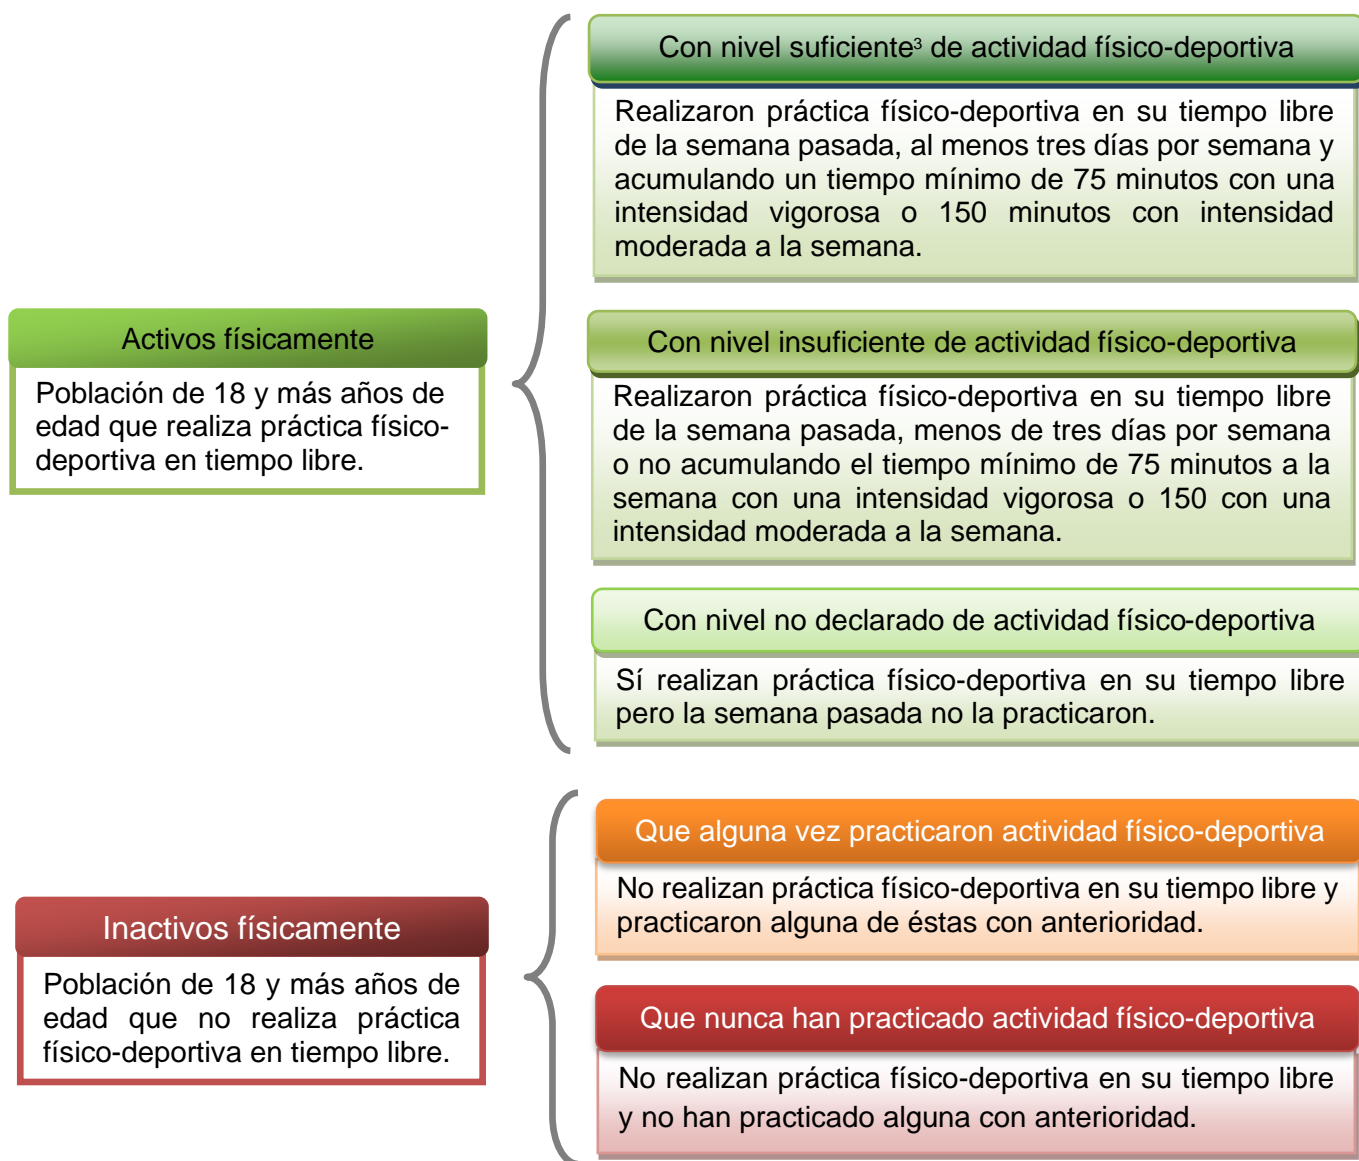 Con nivel suficiente³ de actividad físico-deportiva
Realizaron práctica físico-deportiva en su tiempo libre
de la semana pasada, al menos tres días por semana y
acumulando un tiempo mínimo de 75 minutos con una
intensidad vigorosa o 150 minutos con intensidad
moderada a la semana.
Activos físicamente
Población de 18 y más años de
edad que realiza práctica físico-
deportiva en tiempo libre.
Con nivel insuficiente de actividad físico-deportiva
Realizaron práctica físico-deportiva en su tiempo libre
de la semana pasada, menos de tres días por semana
o no acumulando el tiempo mínimo de 75 minutos a la
semana con una intensidad vigorosa o 150 con una
intensidad moderada a la semana.
Con nivel no declarado de actividad físico-deportiva
Sí realizan práctica físico-deportiva en su tiempo libre
pero la semana pasada no la practicaron.
Inactivos físicamente
Población de 18 y más años de
edad que no realiza práctica
físico-deportiva en tiempo libre.
Que alguna vez practicaron actividad físico-deportiva
No realizan práctica físico-deportiva en su tiempo libre y
practicaron alguna de éstas con anterioridad.
Que nunca han practicado actividad físico-deportiva
No realizan práctica físico-deportiva en su tiempo libre
y no han practicado alguna con anterioridad.